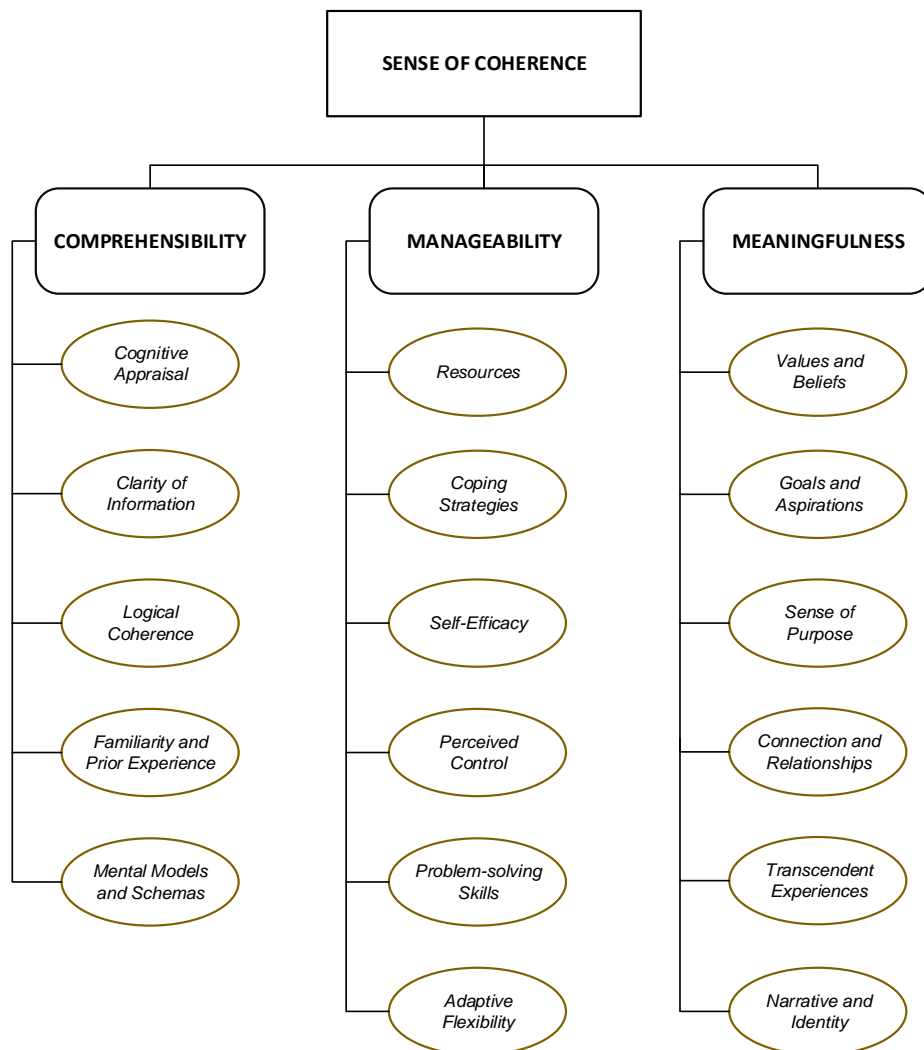 SENSE OF COHERENCE
COMPREHENSIBILITY
Cognitive
Appraisal
Clarity of
Information
Logical
Coherence
Familiarity and
Prior Experience
Mental Models
and Schemas
MANAGEABILITY
Resources
Coping
Strategies
Self-Efficacy
Perceived
Control
Problem-solving
Skills
Adaptive
Flexibility
MEANINGFULNESS
Values and
Beliefs
Goals and
Aspirations
Sense of
Purpose
Connection and
Relationships
Transcendent
Experiences
Narrative and
Identity